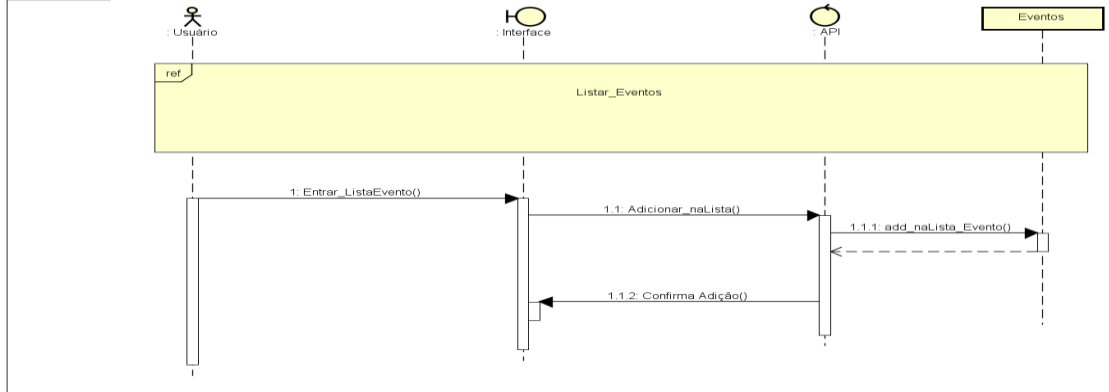 : Usuário
: Interface
: API
Eventos
ref
Listar_Eventos
1: Entrar_ListaEvento()
1.1: Adicionar_naLista()
1.1.1: add_naLista_Evento()
1.1.2: Confirma Adição()